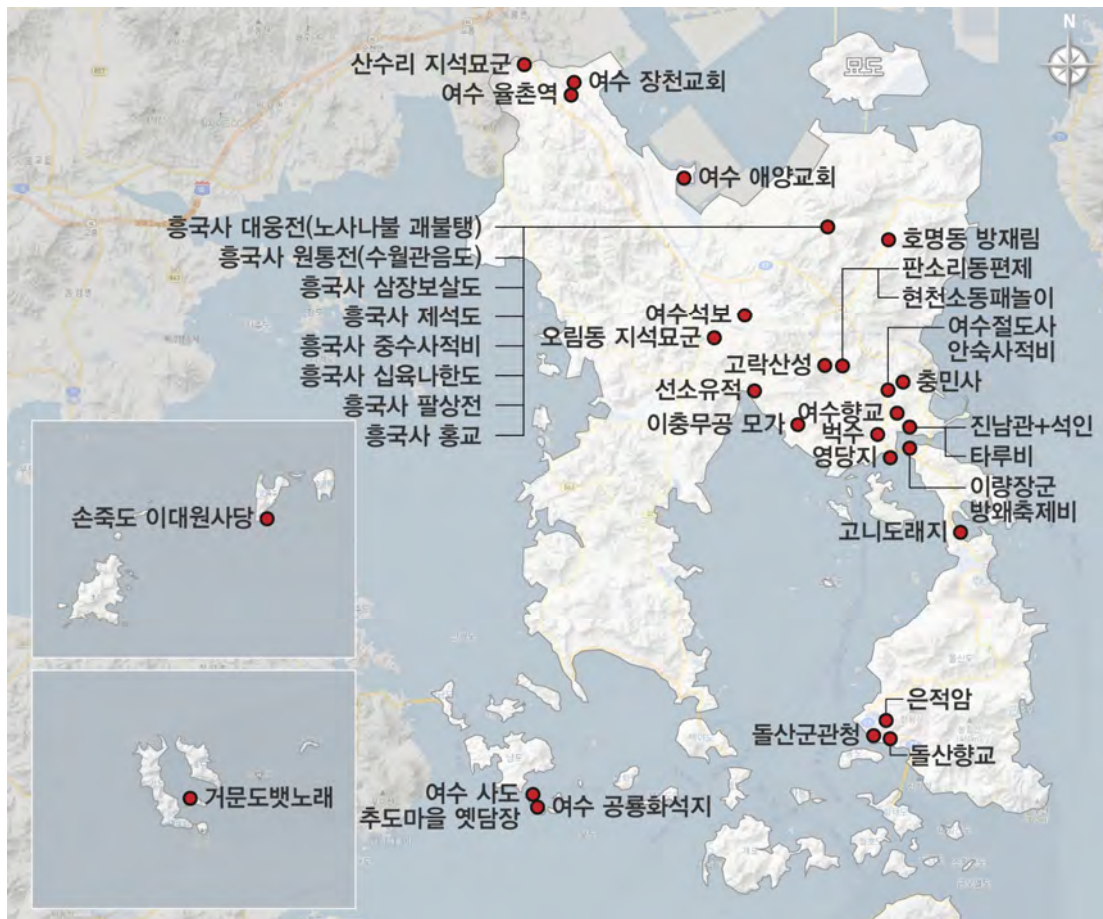 N
묘도
산수리 지석묘군
여수 장천교회
여수 율촌역
여수 애양교회
흥국사 대웅전(노사나불 괘불탱)
흥국사 원통전(수월관음도)
흥국사 삼장보살도
흥국사 제석도
흥국사 중수사적비
흥국사 십육나한도
흥국사 팔상전
흥국사 홍교
호명동 방재림
판소리동편제
현천소동패놀이
여수석보
오림동 지석묘군
여수절도사
안숙사적비
고락산성
충민사
선소유적
여수향교
이충무공 모가
벅수
진남관+석인
타루비
영당지
이량장군
방왜축제비
고니도래지
손죽도 이대원사당
은적암
돌산군관청
돌산향교
거문도뱃노래
여수 사도
추도마을 옛담장
여수 공룡화석지